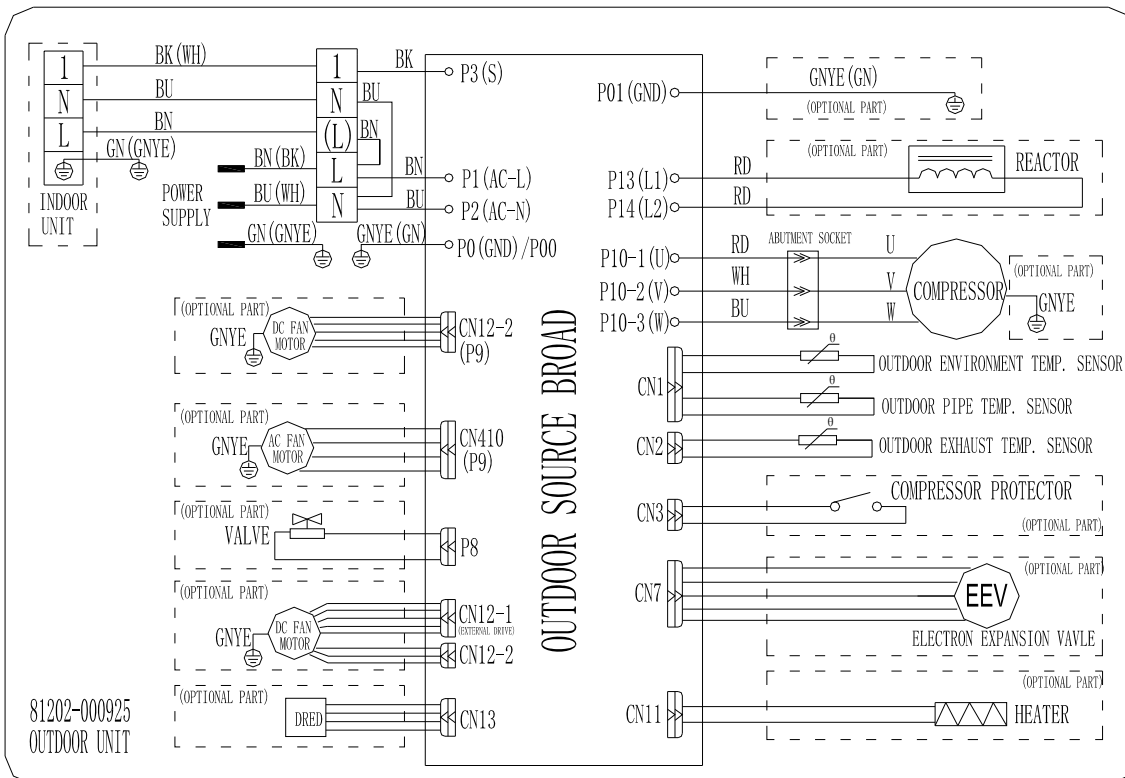 1
N
L
INDOOR
UNIT
BK(WH)
BU
BN
GN(GNYE)
1
N
(L)
L
N
BU
BN
BK
P3(S)
POWER
SUPPLY
BN(BK)
BU(WH)
GN(GNYE)
BN
P1(AC-L)
BU
P2(AC-N)
GNYE(GN)
P0(GND)/P00
(OPTIONAL PART)
GNYE
DC FAN
MOTOR
CN12-2
(P9)
(OPTIONAL PART)
GNYE
AC FAN
MOTOR
CN410
(P9)
(OPTIONAL PART)
VALVE
P8
(OPTIONAL PART)
GNYE
DC FAN
MOTOR
CN12-1
(EXTERNAL DRIVE)
CN12-2
(OPTIONAL PART)
DRED
CN13
81202-000925
OUTDOOR UNIT
OUTDOOR SOURCE BROAD
P01(GND)
GNYE(GN)
(OPTIONAL PART)
(OPTIONAL PART)
REACTOR
P13(L1)
RD
P14(L2)
RD
ABUTMENT SOCKET
P10-1(U)
RD
U
P10-2(V)
WH
V
P10-3(W)
BU
W
COMPRESSOR
(OPTIONAL PART)
GNYE
CN1
θ
OUTDOOR ENVIRONMENT TEMP. SENSOR
θ
OUTDOOR PIPE TEMP. SENSOR
CN2
θ
OUTDOOR EXHAUST TEMP. SENSOR
CN3
COMPRESSOR PROTECTOR
(OPTIONAL PART)
CN7
(OPTIONAL PART)
EEV
ELECTRON EXPANSION VAVLE
(OPTIONAL PART)
CN11
HEATER